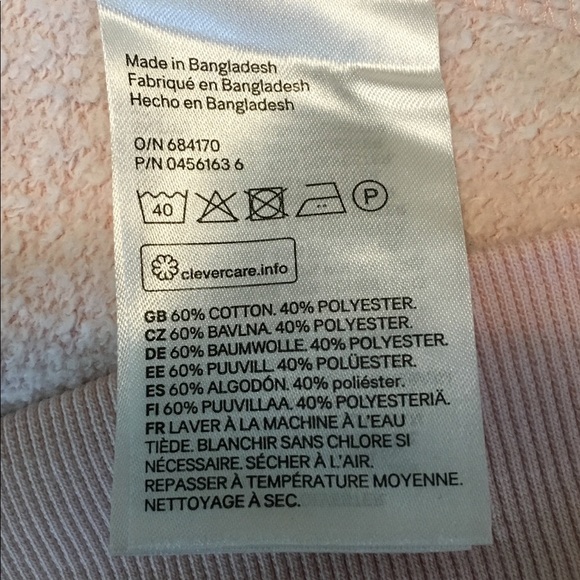 Made in Bangladesh
Fabriqué en Bangladesh
Hecho en Bangladesh
O/N 684170
P/N 0456163 6
40 P
clevercare.info
GB 60% COTTON. 40% POLYESTER.
CZ 60% BAVLNA. 40% POLYESTER.
DE 60% BAUMWOLLE. 40% POLYESTER.
EE 60% PUUVILL. 40% POLÜESTER.
ES 60% ALGODÓN. 40% poliéster.
FI 60% PUUVILLAA. 40% POLYESTERIÄ.
FR LAVER À LA MACHINE À L'EAU
TIÈDE. BLANCHIR SANS CHLORE SI
NÉCESSAIRE. SÉCHER À L'AIR.
REPASSER À TEMPÉRATURE MOYENNE.
NETTOYAGE À SEC.